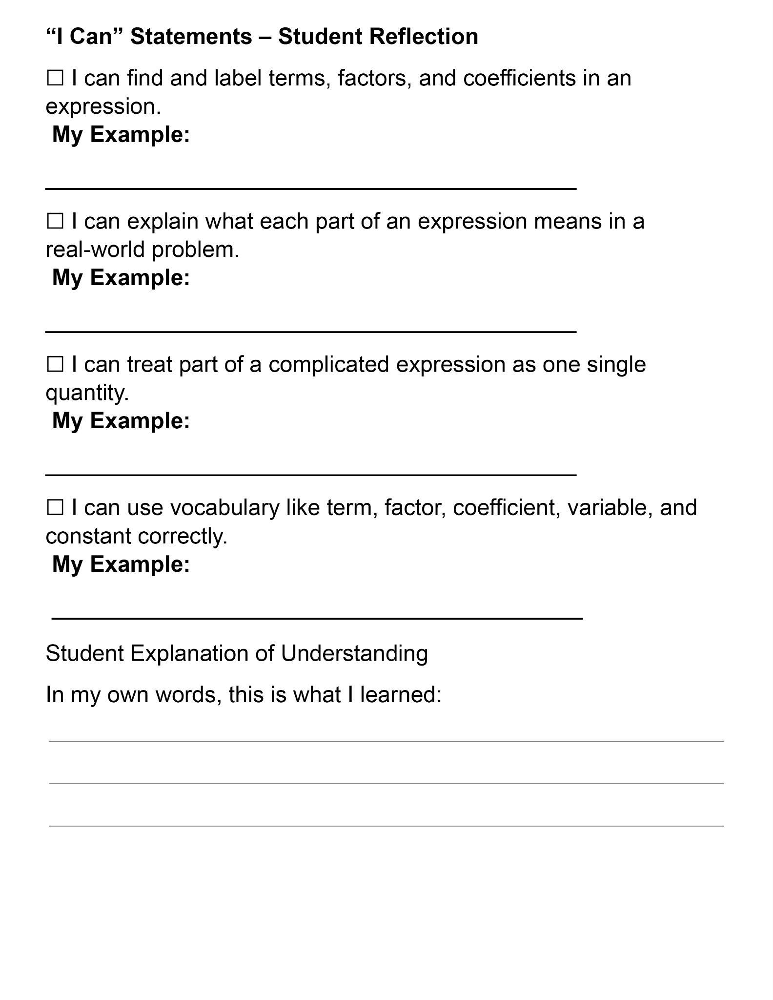 “I Can” Statements – Student Reflection
☐ I can find and label terms, factors, and coefficients in an
expression.
My Example:
☐ I can explain what each part of an expression means in a
real-world problem.
My Example:
☐ I can treat part of a complicated expression as one single
quantity.
My Example:
☐ I can use vocabulary like term, factor, coefficient, variable, and
constant correctly.
My Example:
Student Explanation of Understanding
In my own words, this is what I learned: